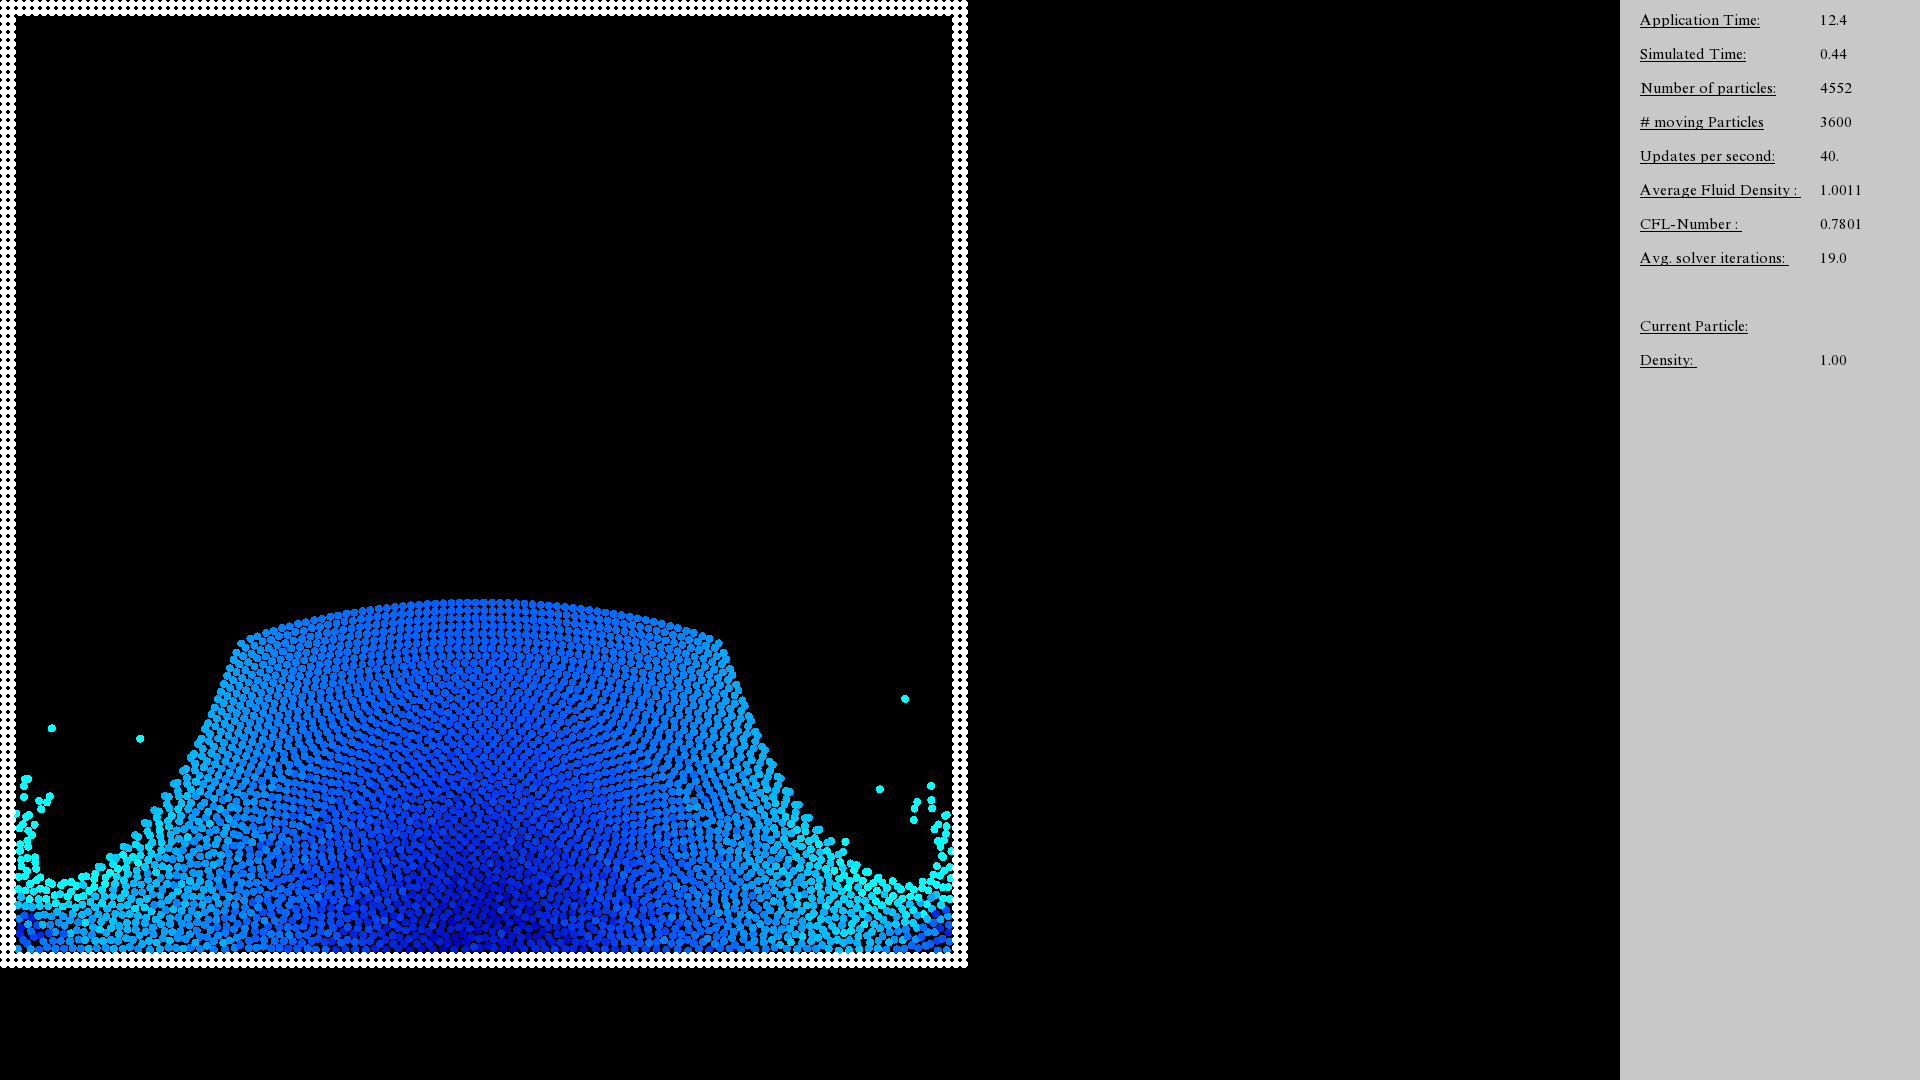 Application Time: 12.4
Simulated Time: 0.44
Number of particles: 4552
# moving Particles 3600
Updates per second: 40.
Average Fluid Density : 1.0011
CFL-Number : 0.7801
Avg. solver iterations: 19.0
Current Particle:
Density: 1.00